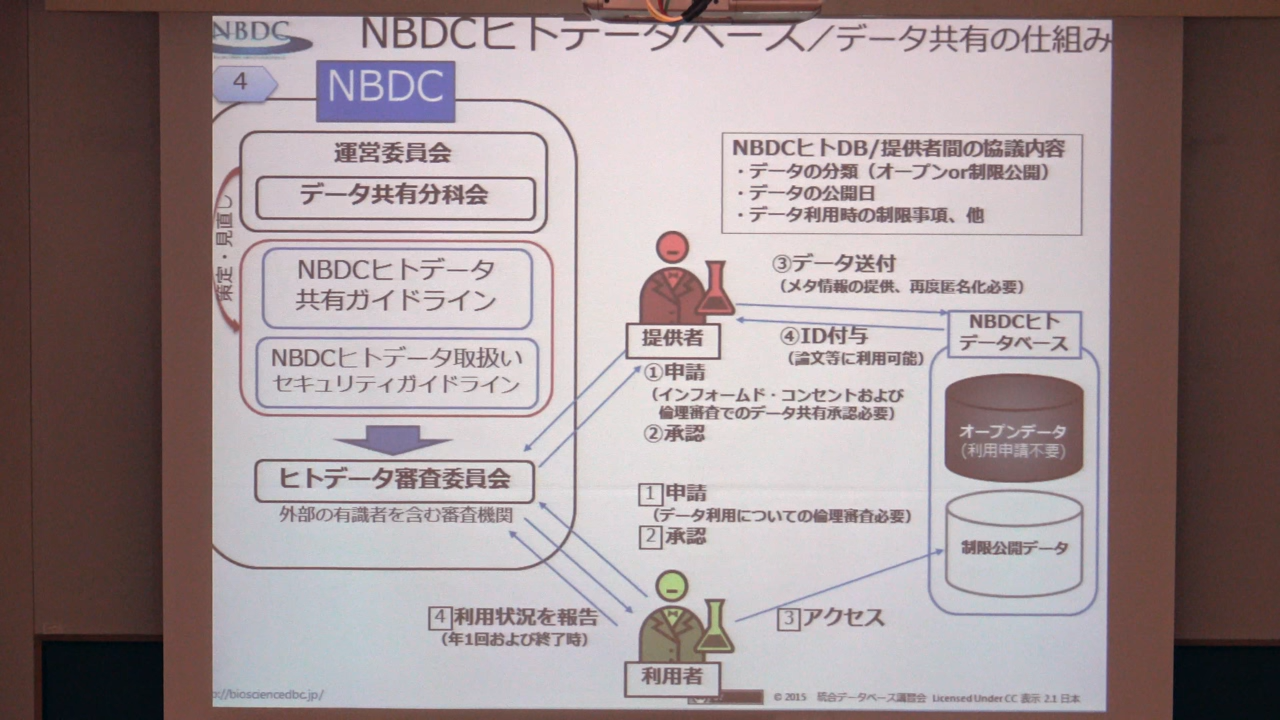 NBDC
NBDCヒトデータベース/データ共有の仕組み
4
NBDC
運営委員会
データ共有分科会
策定・見直し
NBDCヒトデータ
共有ガイドライン
NBDCヒトデータ取扱い
セキュリティガイドライン
ヒトデータ審査委員会
外部の有識者を含む審査機関
NBDCヒトDB/提供者間の協議内容
・データの分類（オープンor制限公開）
・データの公開日
・データ利用時の制限事項、他
③データ送付
（メタ情報の提供、再度匿名化必要）
提供者
④ID付与
（論文等に利用可能）
NBDCヒト
データベース
①申請
（インフォームド・コンセントおよび
倫理審査でのデータ共有承認必要）
②承認
オープンデータ
(利用申請不要)
1 申請
（データ利用についての倫理審査必要）
2 承認
制限公開データ
4 利用状況を報告
（年1回および終了時）
3 アクセス
利用者
://biosciencedbc.jp/
© 2015 統合データベース講習会 Licensed Under CC 表示 2.1 日本